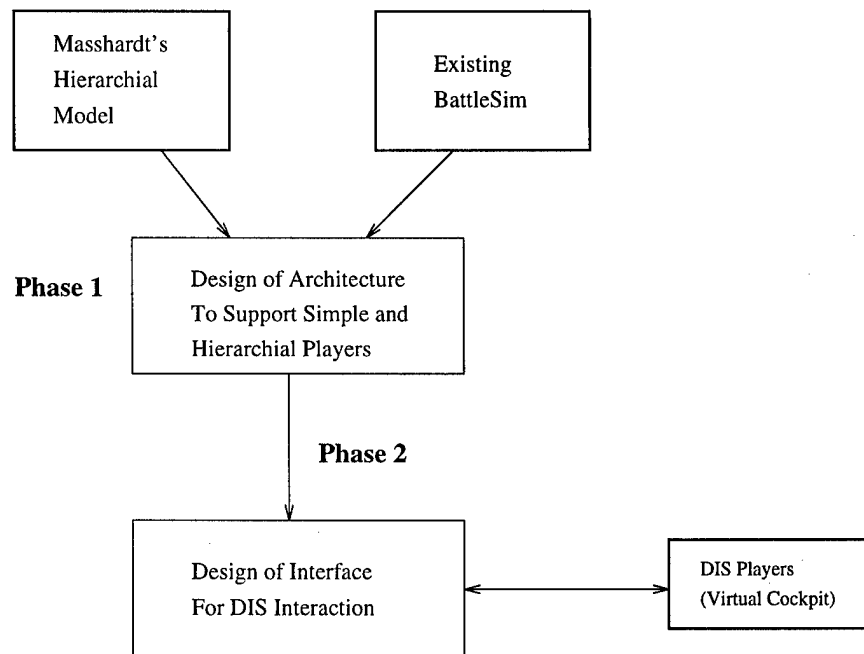 Masshardt's
Hierarchial
Model
Existing
BattleSim
Phase 1
Design of Architecture
To Support Simple and
Hierarchial Players
Phase 2
Design of Interface
For DIS Interaction
DIS Players
(Virtual Cockpit)